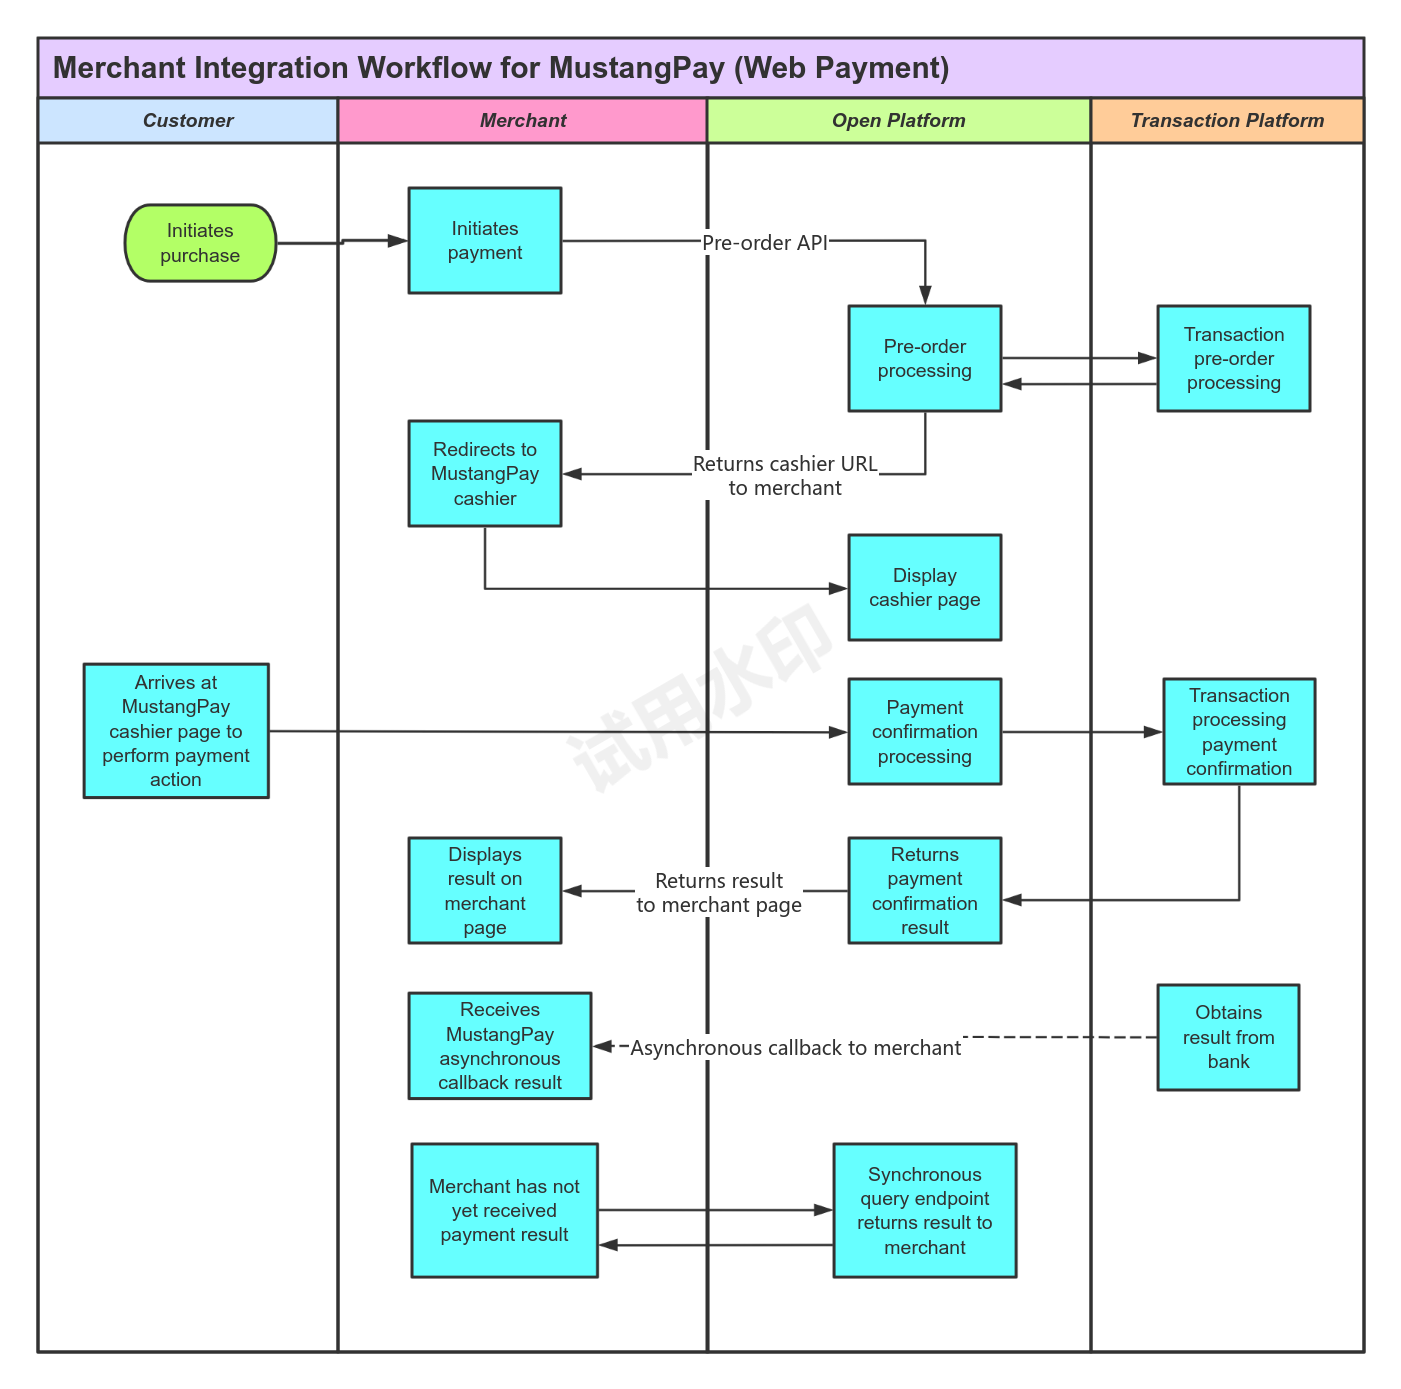 Merchant Integration Workflow for MustangPay (Web Payment)
Customer
Merchant
Open Platform
Transaction Platform
Initiates
purchase
Initiates
payment
Pre-order API
Pre-order
processing
Transaction
pre-order
processing
Redirects to
MustangPay
cashier
Returns cashier URL
to merchant
Display
cashier page
试用水印
Arrives at
MustangPay
cashier page to
perform payment
action
Payment
confirmation
processing
Transaction
processing
payment
confirmation
Displays
result on
merchant
page
Returns result
to merchant page
Returns
payment
confirmation
result
Receives
MustangPay
asynchronous
callback result
Asynchronous callback to merchant
Obtains
result from
bank
Merchant has not
yet received
payment result
Synchronous
query endpoint
returns result to
merchant